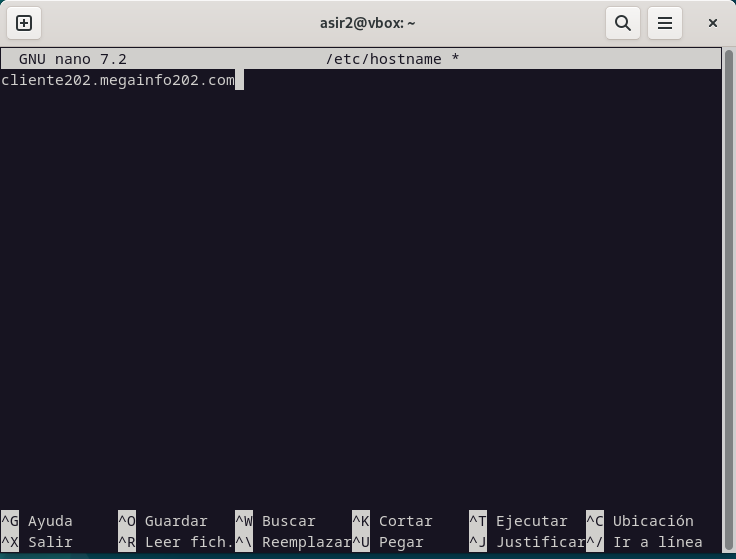 asir2@vbox: ~
GNU nano 7.2 /etc/hostname *
cliente202.megainfo202.com
^G Ayuda ^O Guardar ^W Buscar ^K Cortar ^T Ejecutar ^C Ubicación
^X Salir ^R Leer fich. ^\ Reemplazar ^U Pegar ^J Justificar ^/ Ir a línea